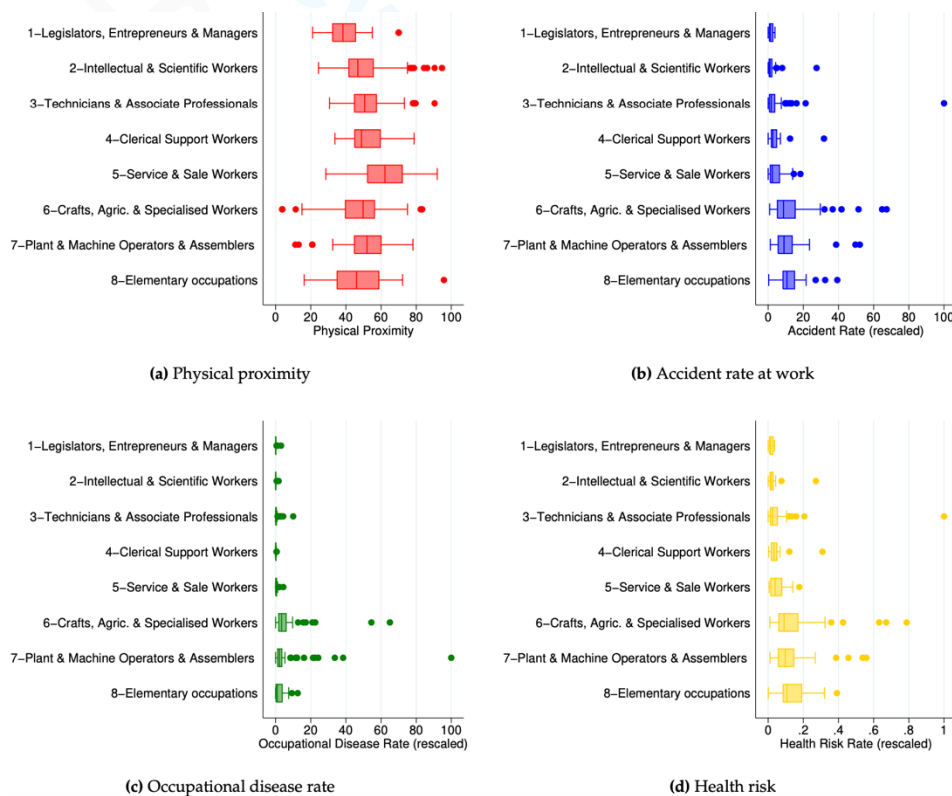 1−Legislators, Entrepreneurs & Managers
2−Intellectual & Scientific Workers
3−Technicians & Associate Professionals
4−Clerical Support Workers
5−Service & Sale Workers
6−Crafts, Agric. & Specialised Workers
7−Plant & Machine Operators & Assemblers
8−Elementary occupations
0 20 40 60 80 100
Physical Proximity
(a) Physical proximity
1−Legislators, Entrepreneurs & Managers
2−Intellectual & Scientific Workers
3−Technicians & Associate Professionals
4−Clerical Support Workers
5−Service & Sale Workers
6−Crafts, Agric. & Specialised Workers
7−Plant & Machine Operators & Assemblers
8−Elementary occupations
0 20 40 60 80 100
Accident Rate (rescaled)
(b) Accident rate at work
1−Legislators, Entrepreneurs & Managers
2−Intellectual & Scientific Workers
3−Technicians & Associate Professionals
4−Clerical Support Workers
5−Service & Sale Workers
6−Crafts, Agric. & Specialised Workers
7−Plant & Machine Operators & Assemblers
8−Elementary occupations
0 20 40 60 80 100
Occupational Disease Rate (rescaled)
(c) Occupational disease rate
1−Legislators, Entrepreneurs & Managers
2−Intellectual & Scientific Workers
3−Technicians & Associate Professionals
4−Clerical Support Workers
5−Service & Sale Workers
6−Crafts, Agric. & Specialised Workers
7−Plant & Machine Operators & Assemblers
8−Elementary occupations
0 .2 .4 .6 .8 1
Health Risk Rate (rescaled)
(d) Health risk